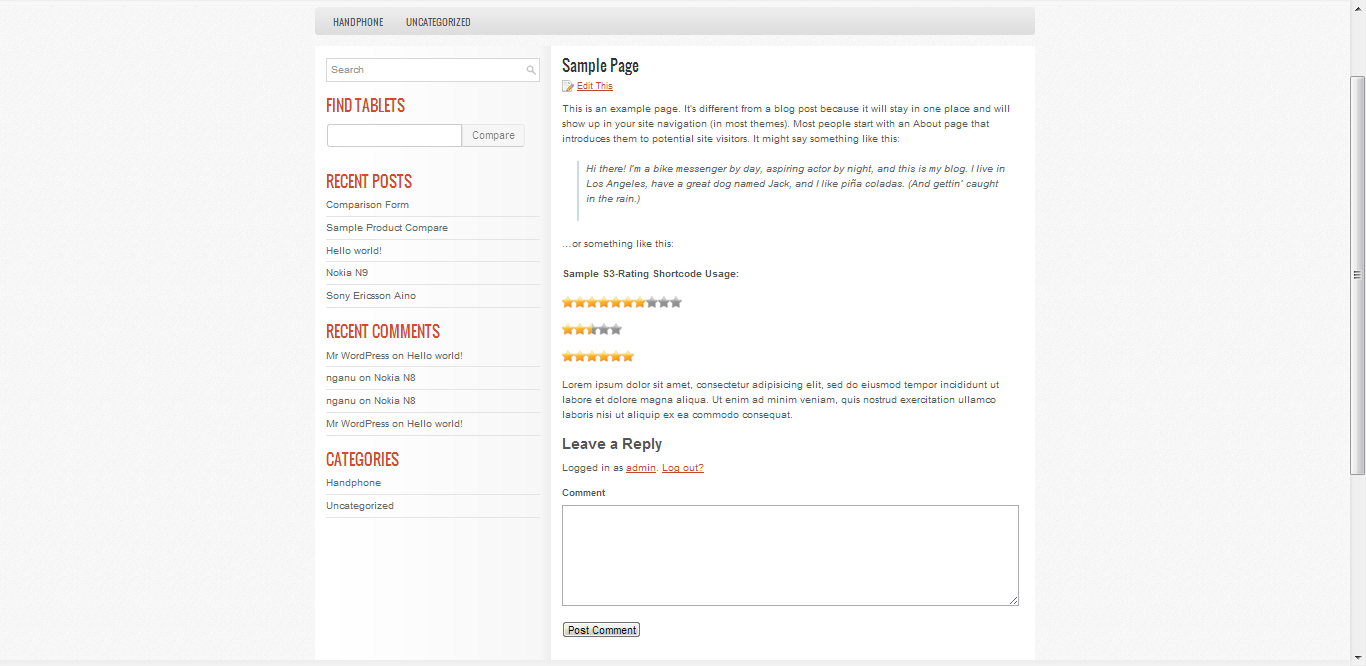 HANDPHONE UNCATEGORIZED
Search
FIND TABLETS
Compare
RECENT POSTS
Comparison Form
Sample Product Compare
Hello world!
Nokia N9
Sony Ericsson Aino
RECENT COMMENTS
Mr WordPress on Hello world!
nganu on Nokia N8
nganu on Nokia N8
Mr WordPress on Hello world!
CATEGORIES
Handphone
Uncategorized
Sample Page
Edit This
This is an example page. It's different from a blog post because it will stay in one place and will
show up in your site navigation (in most themes). Most people start with an About page that
introduces them to potential site visitors. It might say something like this:
Hi there! I'm a bike messenger by day, aspiring actor by night, and this is my blog. I live in
Los Angeles, have a great dog named Jack, and I like piña coladas. (And gettin' caught
in the rain.)
...or something like this:
Sample S3-Rating Shortcode Usage:
Lorem ipsum dolor sit amet, consectetur adipisicing elit, sed do eiusmod tempor incididunt ut
labore et dolore magna aliqua. Ut enim ad minim veniam, quis nostrud exercitation ullamco
laboris nisi ut aliquip ex ea commodo consequat.
Leave a Reply
Logged in as admin. Log out?
Comment
Post Comment